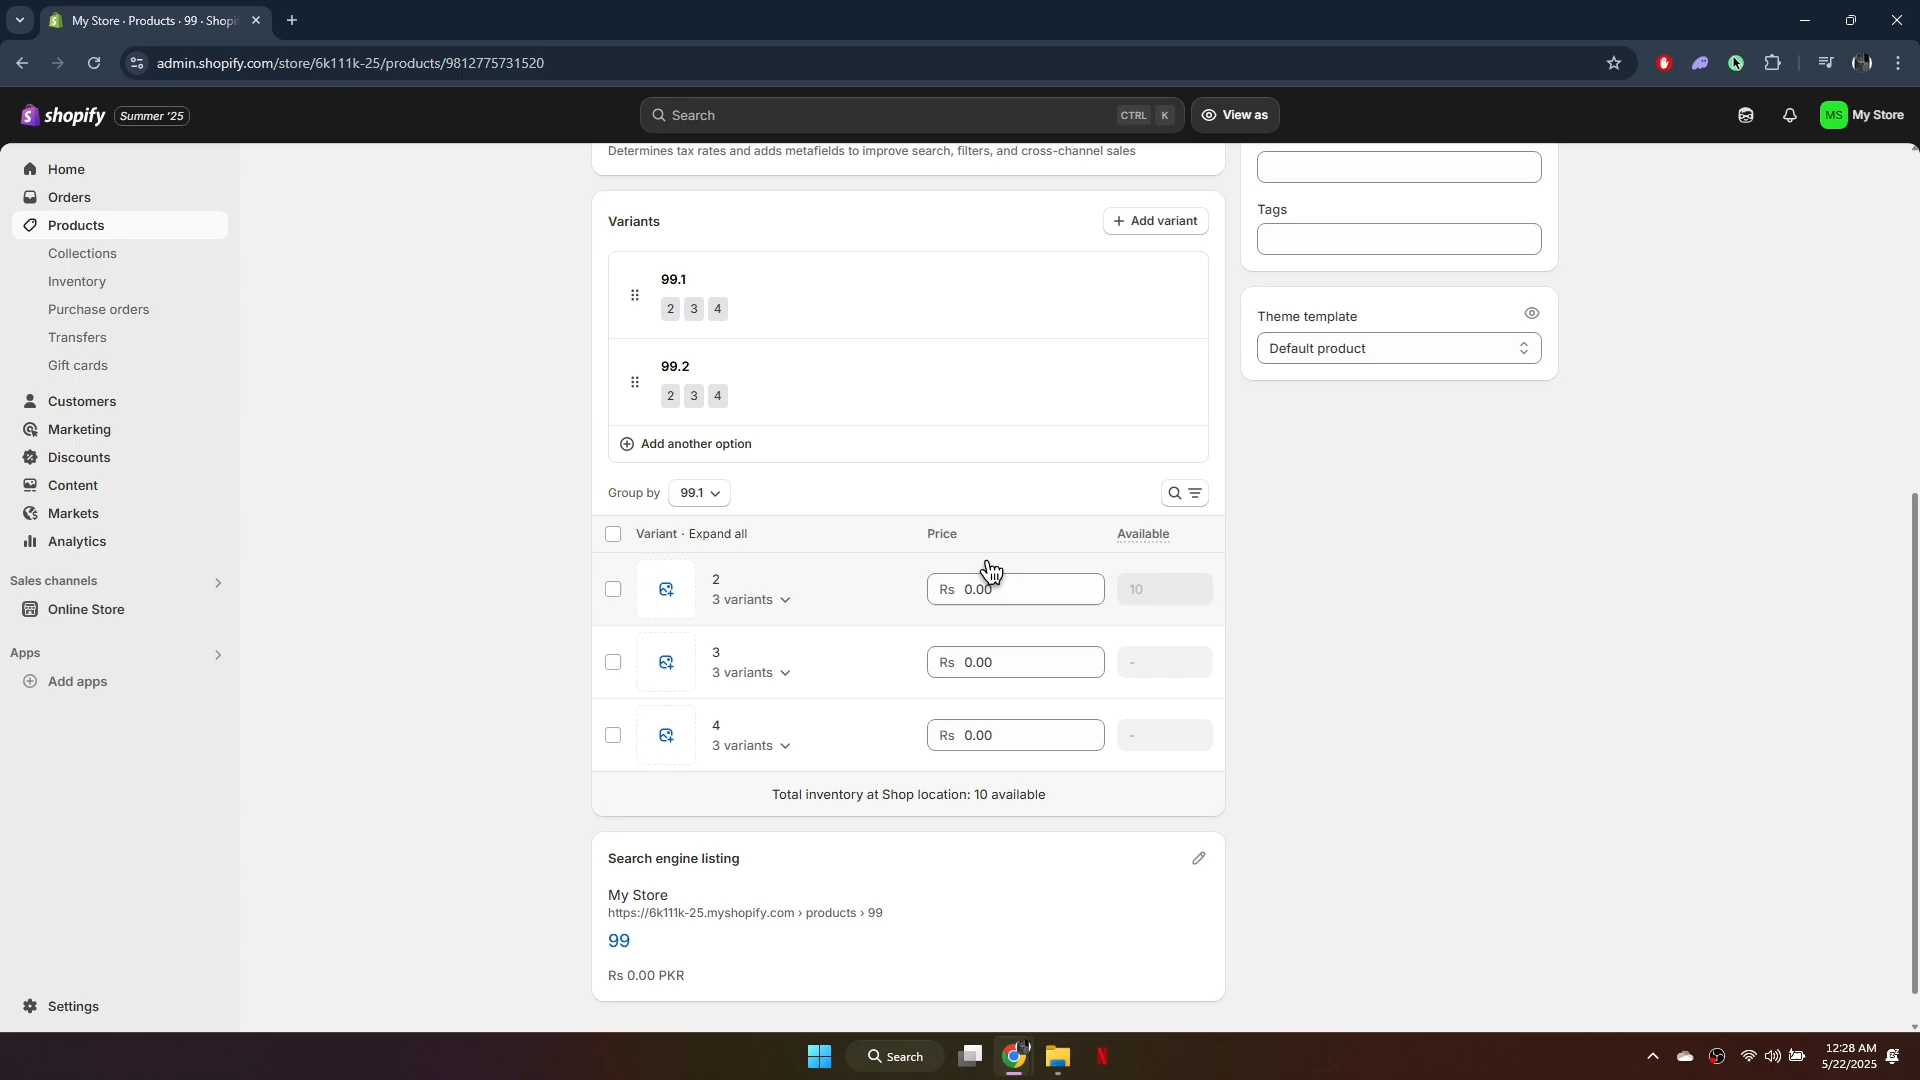 My Store · Products · 99 · Shopi
admin.shopify.com/store/6k111k-25/products/9812775731520
shopify
Summer '25
Search
CTRL K
View as
MS
My Store
Home
Orders
Products
Collections
Inventory
Purchase orders
Transfers
Gift cards
Customers
Marketing
Discounts
Content
Markets
Analytics
Sales channels
Online Store
Apps
Add apps
Settings
Determines tax rates and adds metafields to improve search, filters, and cross-channel sales
Variants
Add variant
99.1
2 3 4
99.2
2 3 4
Add another option
Group by 99.1
Variant · Expand all Price Available
2
3 variants
Rs 0.00
10
3
3 variants
Rs 0.00
-
4
3 variants
Rs 0.00
-
Total inventory at Shop location: 10 available
Search engine listing
My Store
https://6k111k-25.myshopify.com › products › 99
99
Rs 0.00 PKR
Tags
Theme template
Default product
Search
N
12:28 AM
5/22/2025